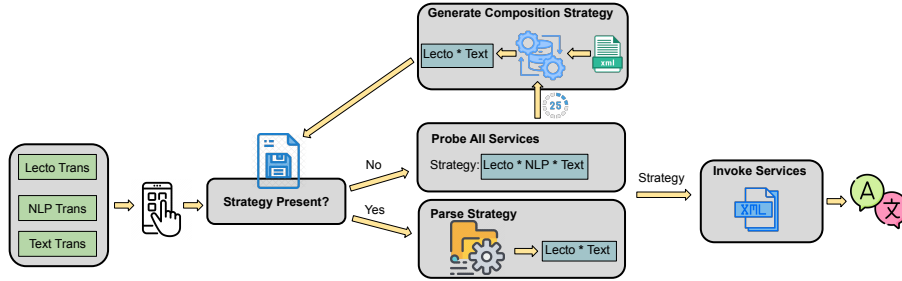 Generate Composition Strategy
Lecto * Text
xml
25
Lecto Trans
NLP Trans
Text Trans
Strategy Present?
No
Yes
Probe All Services
Strategy: Lecto * NLP * Text
Parse Strategy
Lecto * Text
Strategy
Invoke Services
XML
A
文